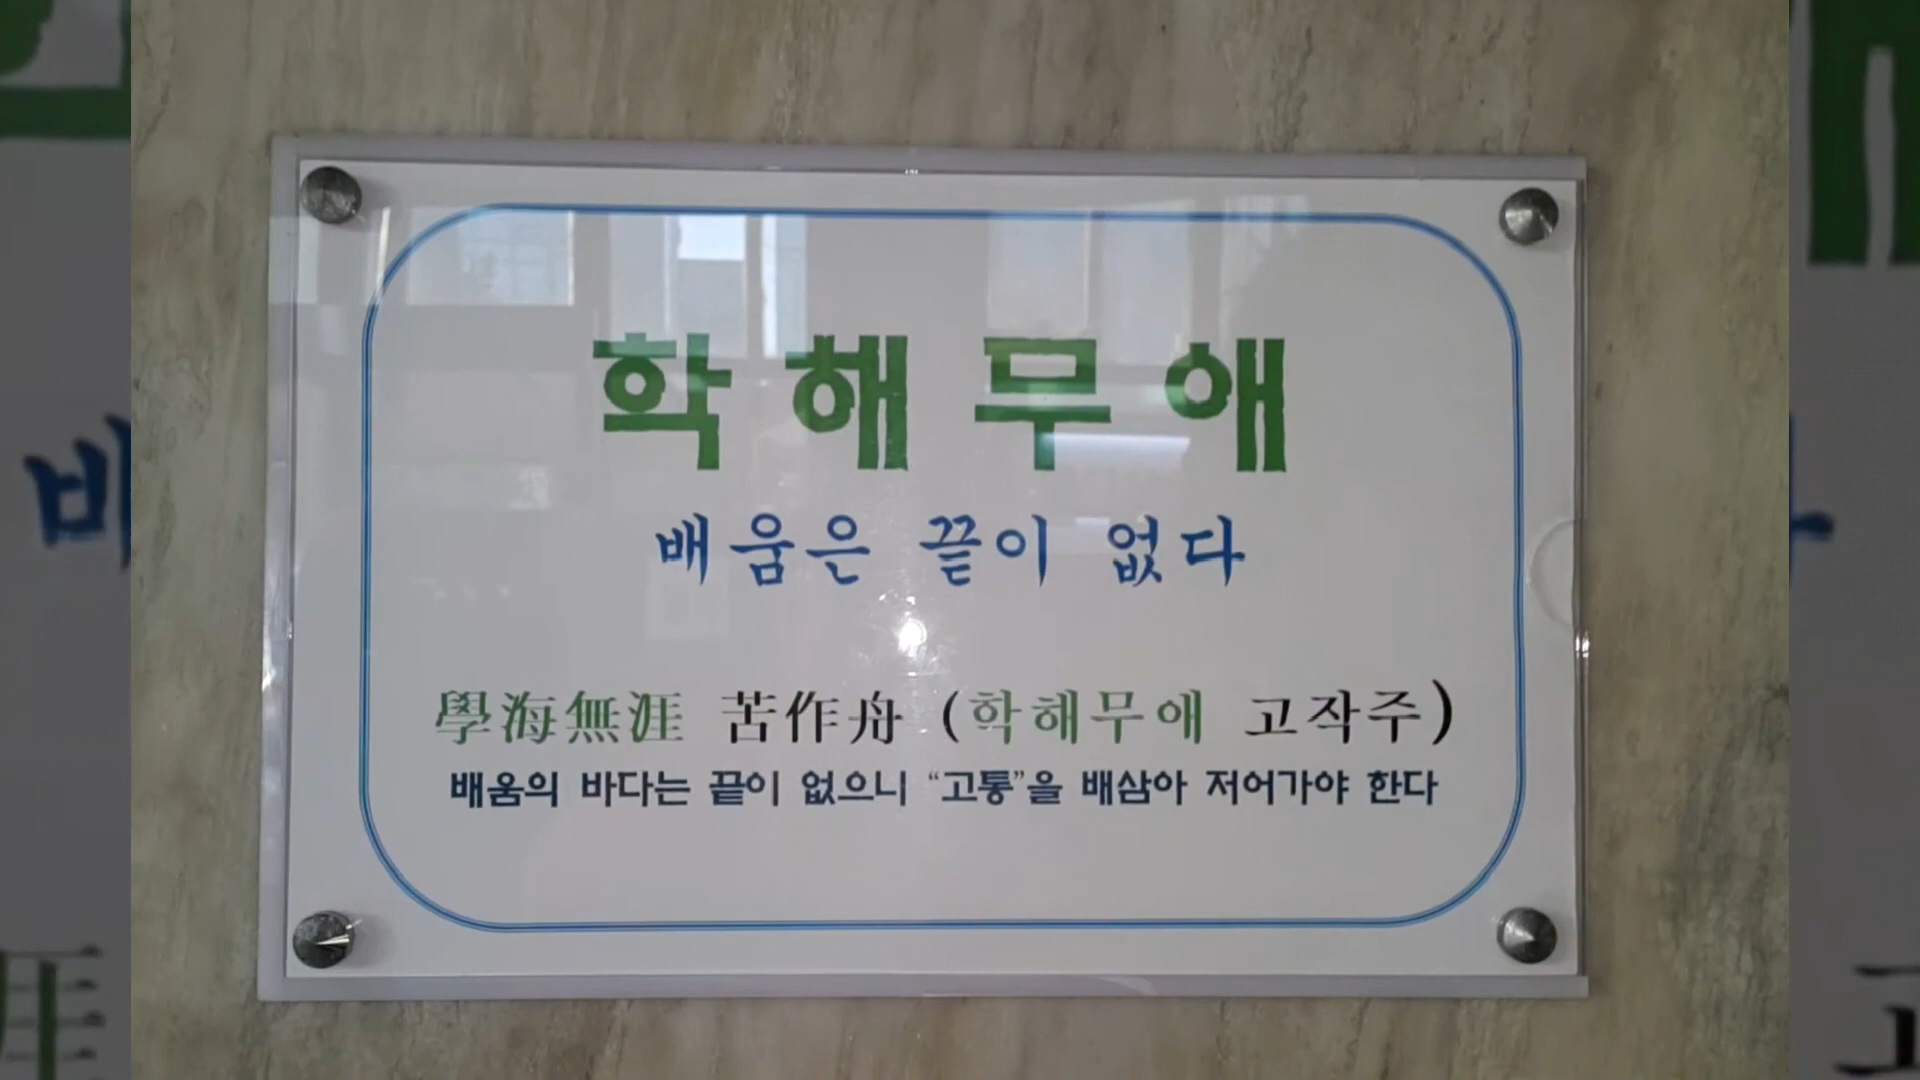 학해무애
배움은 끝이 없다
學海無涯 苦作舟 (학해무애 고작주)
배움의 바다는 끝이 없으니 “고통”을 배삼아 저어가야 한다